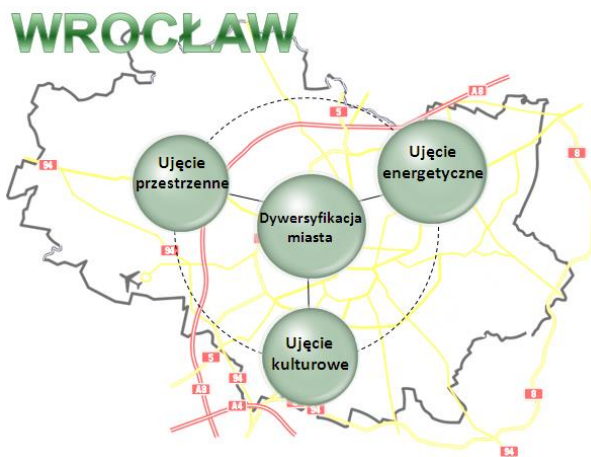 WROCŁAW
A8
5
8
94
Ujęcie
przestrzenne
Ujęcie
energetyczne
Dywersyfikacja
miasta
94
Ujęcie
kulturowe
5
94
A8
8
A4
94
94